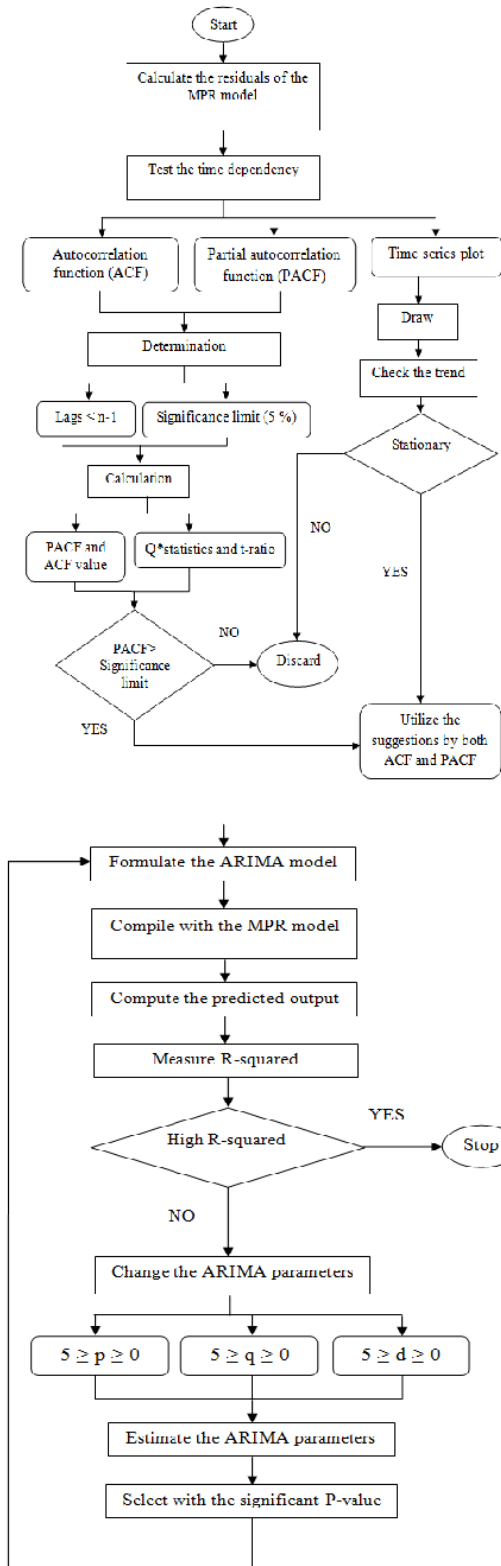 Start
Calculate the residuals of the
MPR model
Test the time dependency
Autocorrelation
function (ACF)
Partial autocorrelation
function (PACF)
Time series plot
Draw
Determination
Check the trend
Lags < n-1
Significance limit (5 %)
Stationary
Calculation
NO
PACF and
ACF value
Q*statistics and t-ratio
YES
PACF>
Significance
limit
NO
Discard
YES
Utilize the
suggestions by both
ACF and PACF
Formulate the ARIMA model
Compile with the MPR model
Compute the predicted output
Measure R-squared
High R-squared
YES
Stop
NO
Change the ARIMA parameters
5 ≥ p ≥ 0
5 ≥ q ≥ 0
5 ≥ d ≥ 0
Estimate the ARIMA parameters
Select with the significant P-value